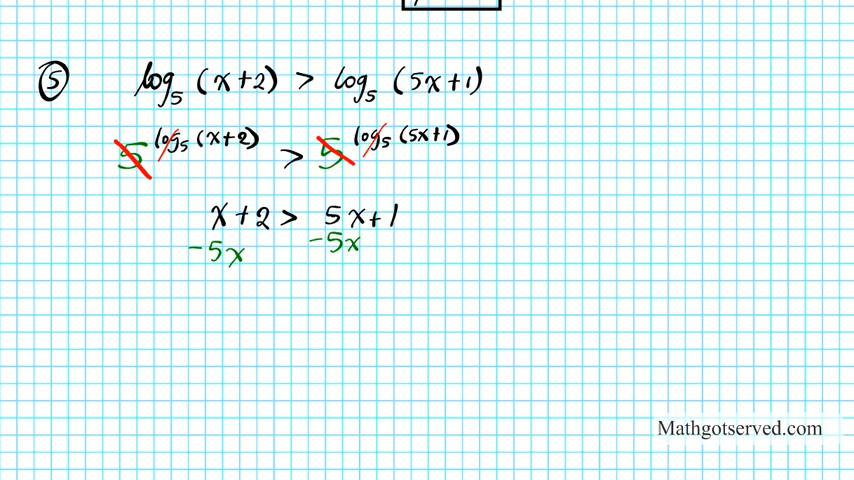 ⑤ log₅ (x+2) > log₅ (5x+1)
5^log₅ (x+2) > 5^log₅ (5x+1)
x+2 > 5x+1
-5x -5x
Mathgotserved.com